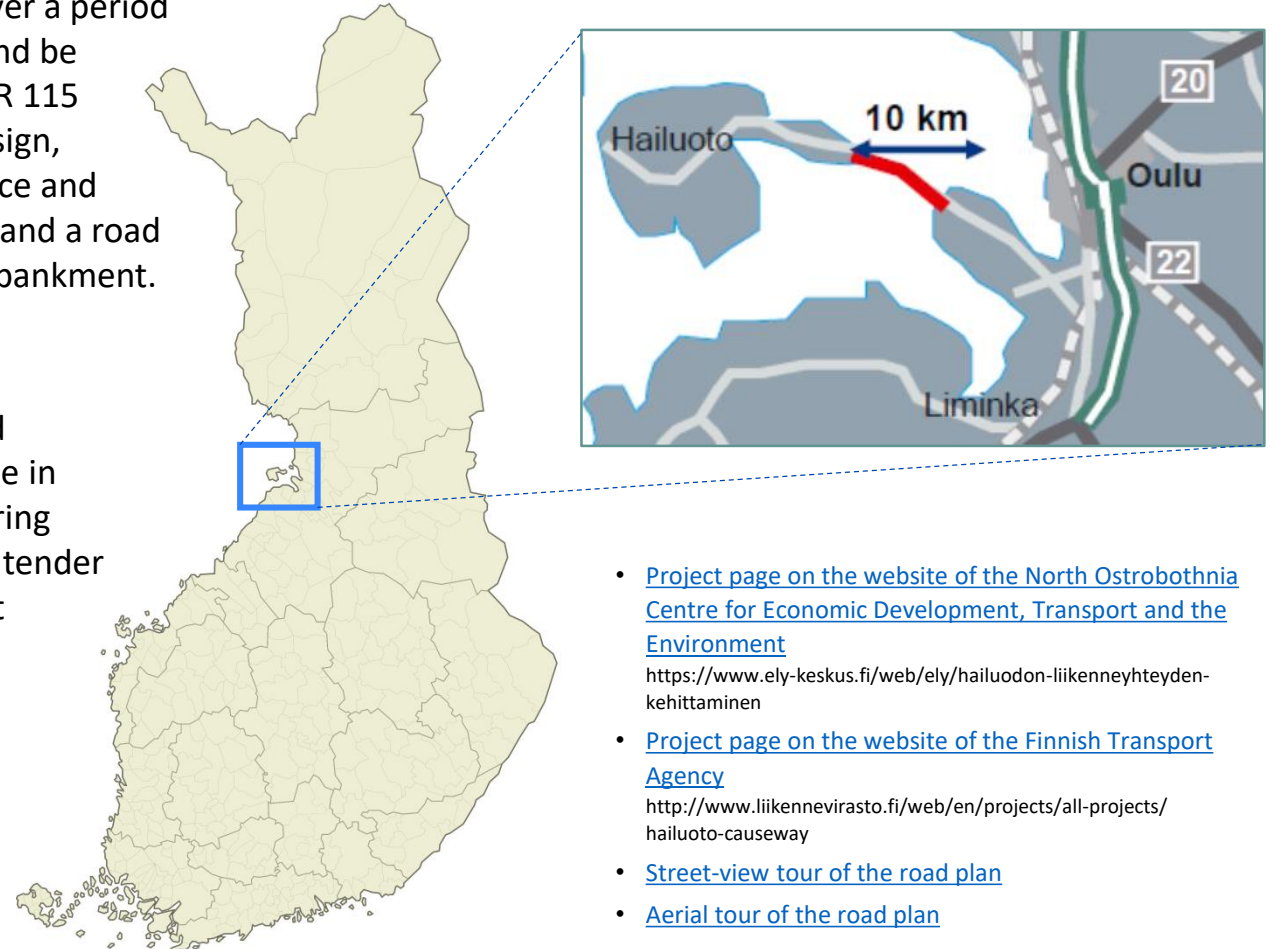 ver a period
nd be
R 115
sign,
ce and
and a road
bankment.
d
e in
ring
tender
t
Hailuoto
10 km
20
Oulu
22
Liminka
• Project page on the website of the North Ostrobothnia
Centre for Economic Development, Transport and the
Environment
https://www.ely-keskus.fi/web/ely/hailuodon-liikenneyhteyden-
kehittaminen
• Project page on the website of the Finnish Transport
Agency
http://www.liikennevirasto.fi/web/en/projects/all-projects/
hailuoto-causeway
• Street-view tour of the road plan
• Aerial tour of the road plan